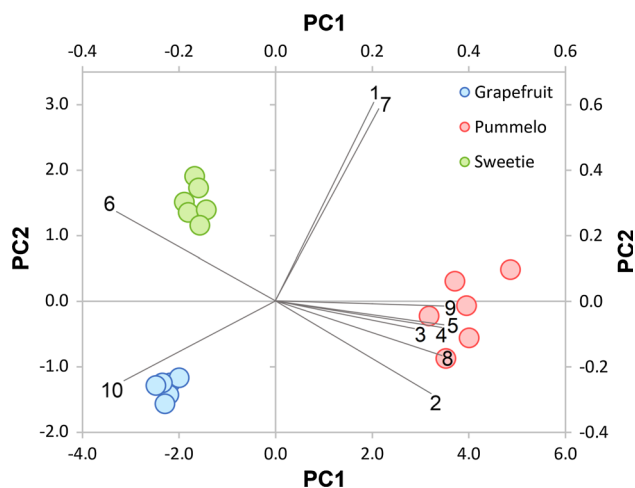 PC1
-0.4 -0.2 0.0 0.2 0.4 0.6
3.0 1 7 Grapefruit 0.6
Pummelo
2.0 Sweetie 0.4
6
1.0 0.2
PC2 PC2
0.0 9 0.0
3 4 5
-1.0 8 -0.2
10
2
-2.0 -0.4
-4.0 -2.0 0.0 2.0 4.0 6.0
PC1